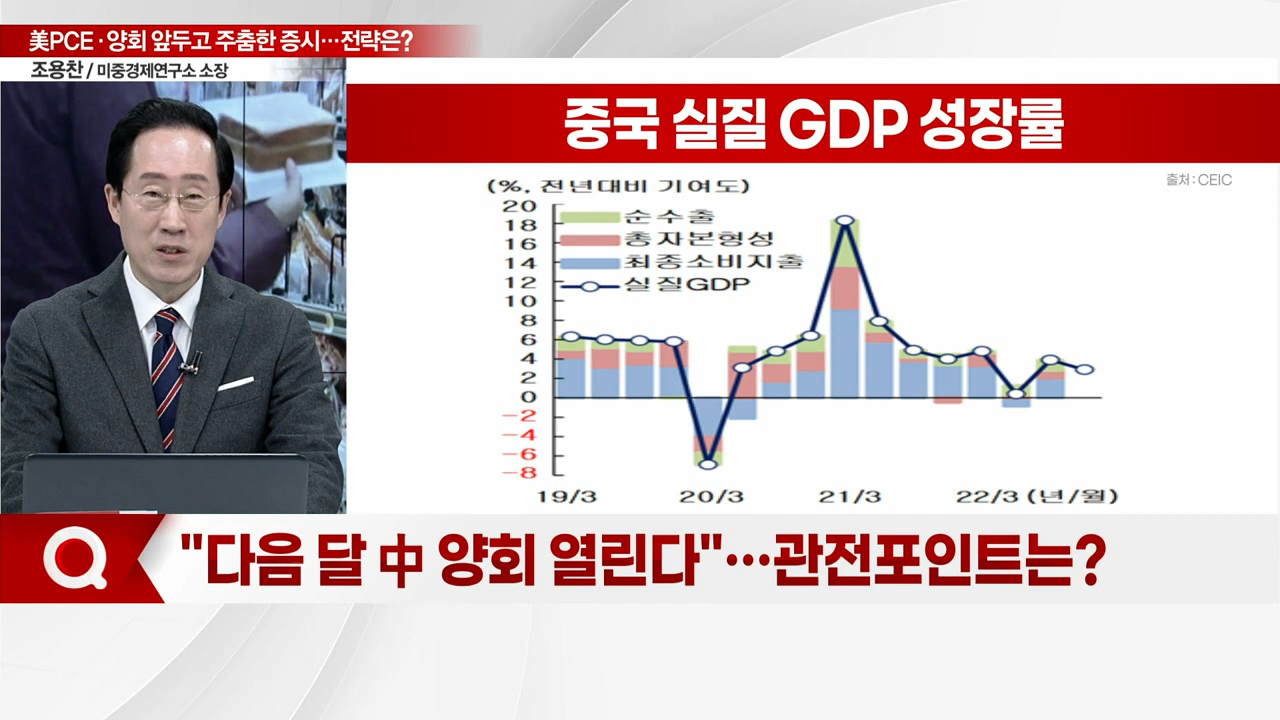 美PCE·양회 앞두고 주춤한 증시…전략은?
조용찬 / 미중경제연구소 소장
중국 실질 GDP 성장률
출처 : CEIC
(%, 전년대비 기여도)
순수출
총자본형성
최종소비지출
실질GDP
20
18
16
14
12
10
8
6
4
2
0
-2
-4
-6
-8
19/3 20/3 21/3 22/3 (년/월)
Q "다음 달 中 양회 열린다"…관전포인트는?